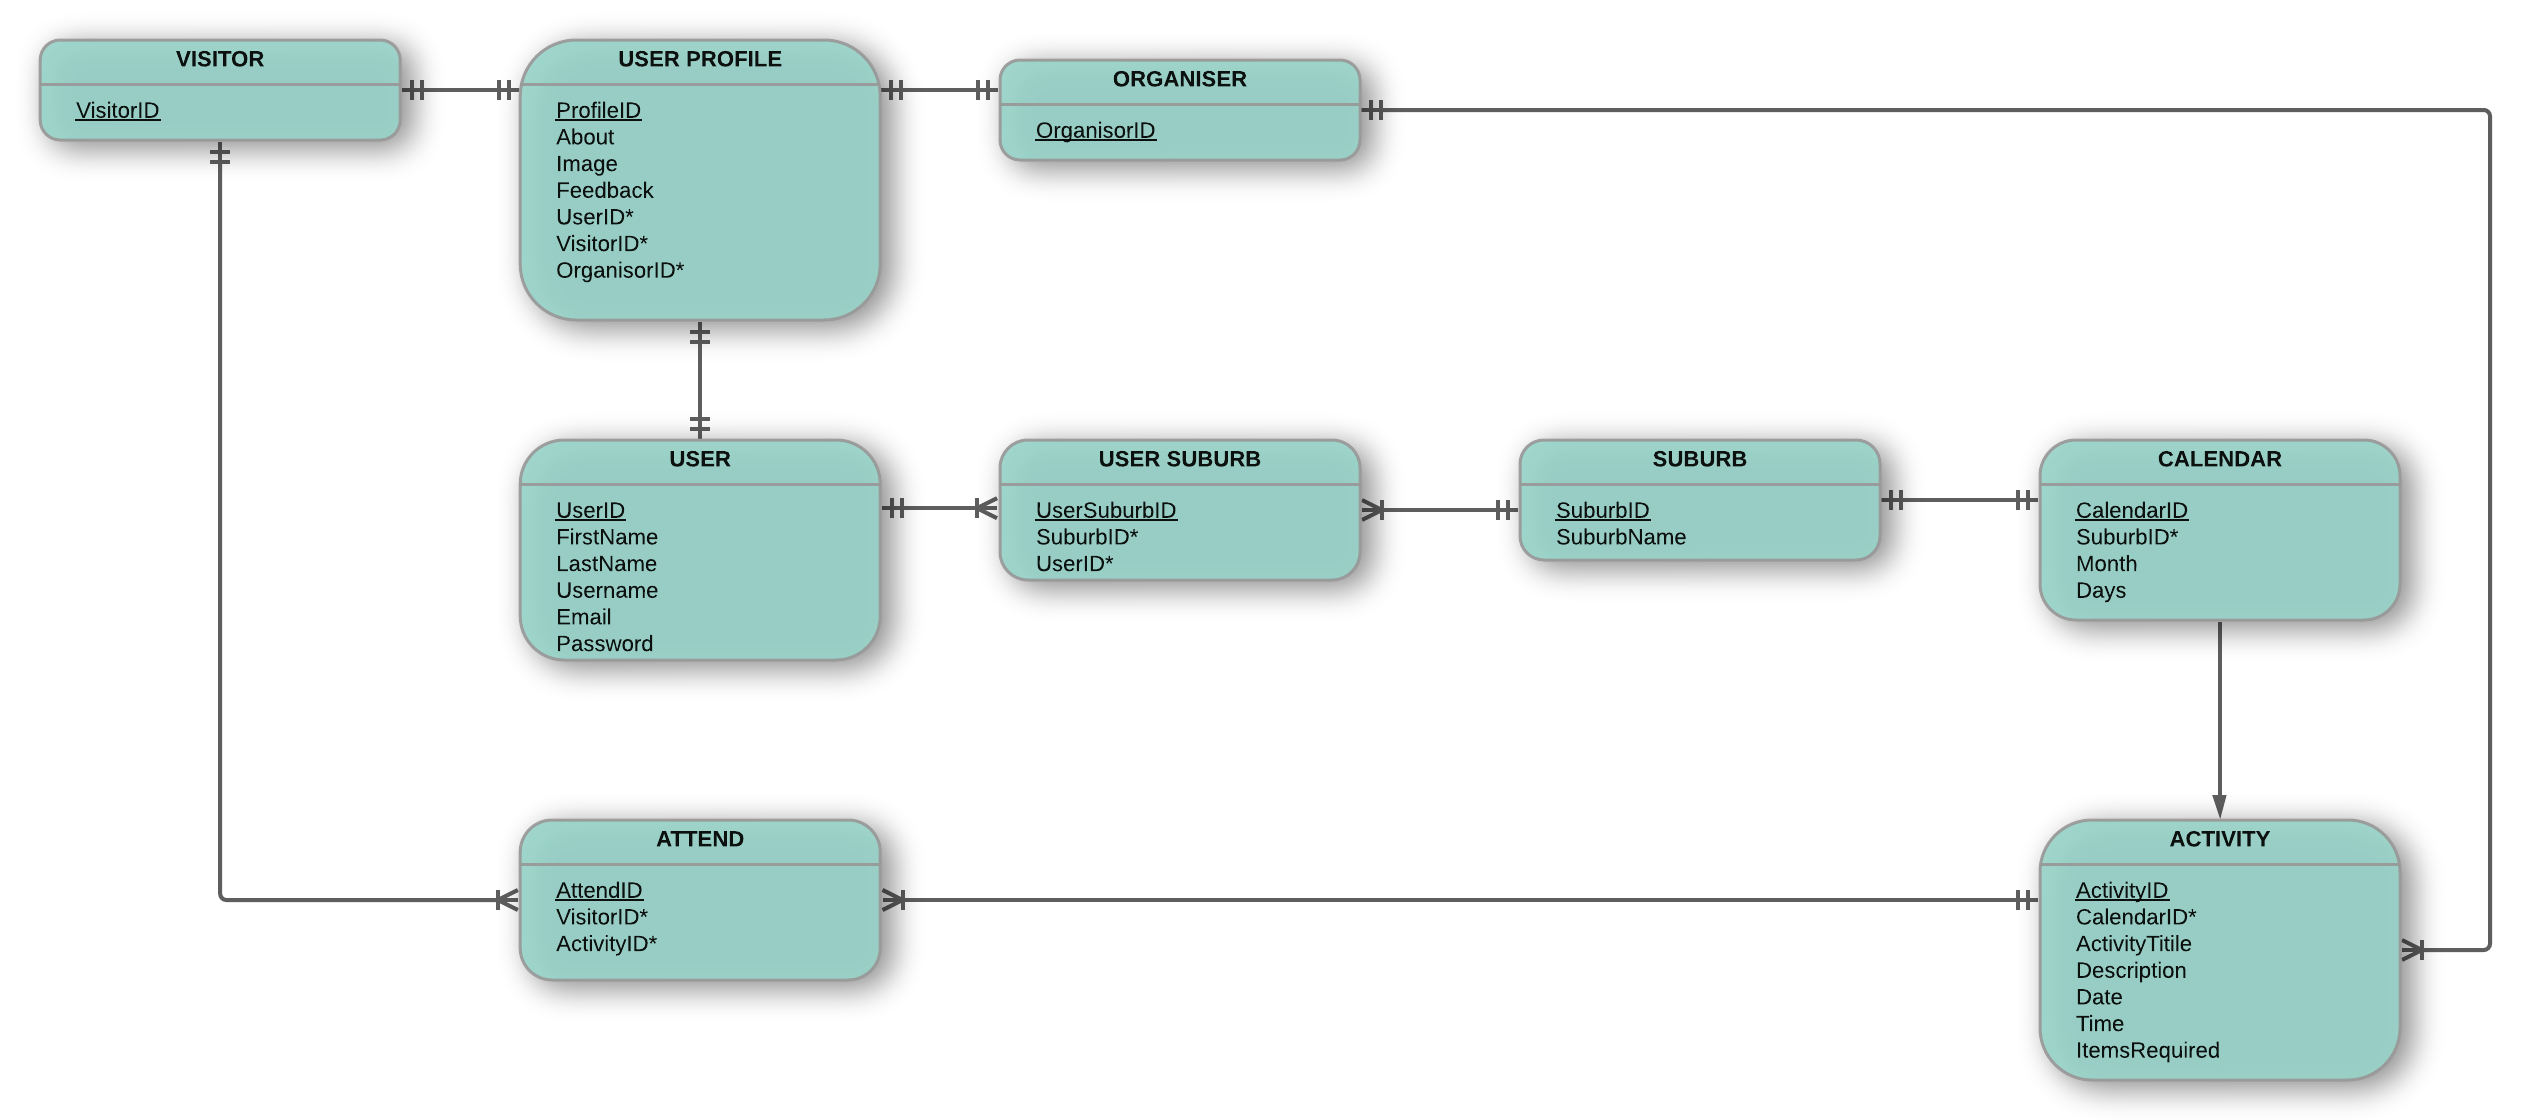 VISITOR
VisitorID
USER PROFILE
ProfileID
About
Image
Feedback
UserID*
VisitorID*
OrganisorID*
ORGANISER
OrganisorID
USER
UserID
FirstName
LastName
Username
Email
Password
USER SUBURB
UserSuburbID
SuburbID*
UserID*
SUBURB
SuburbID
SuburbName
CALENDAR
CalendarID
SuburbID*
Month
Days
ATTEND
AttendID
VisitorID*
ActivityID*
ACTIVITY
ActivityID
CalendarID*
ActivityTitile
Description
Date
Time
ItemsRequired